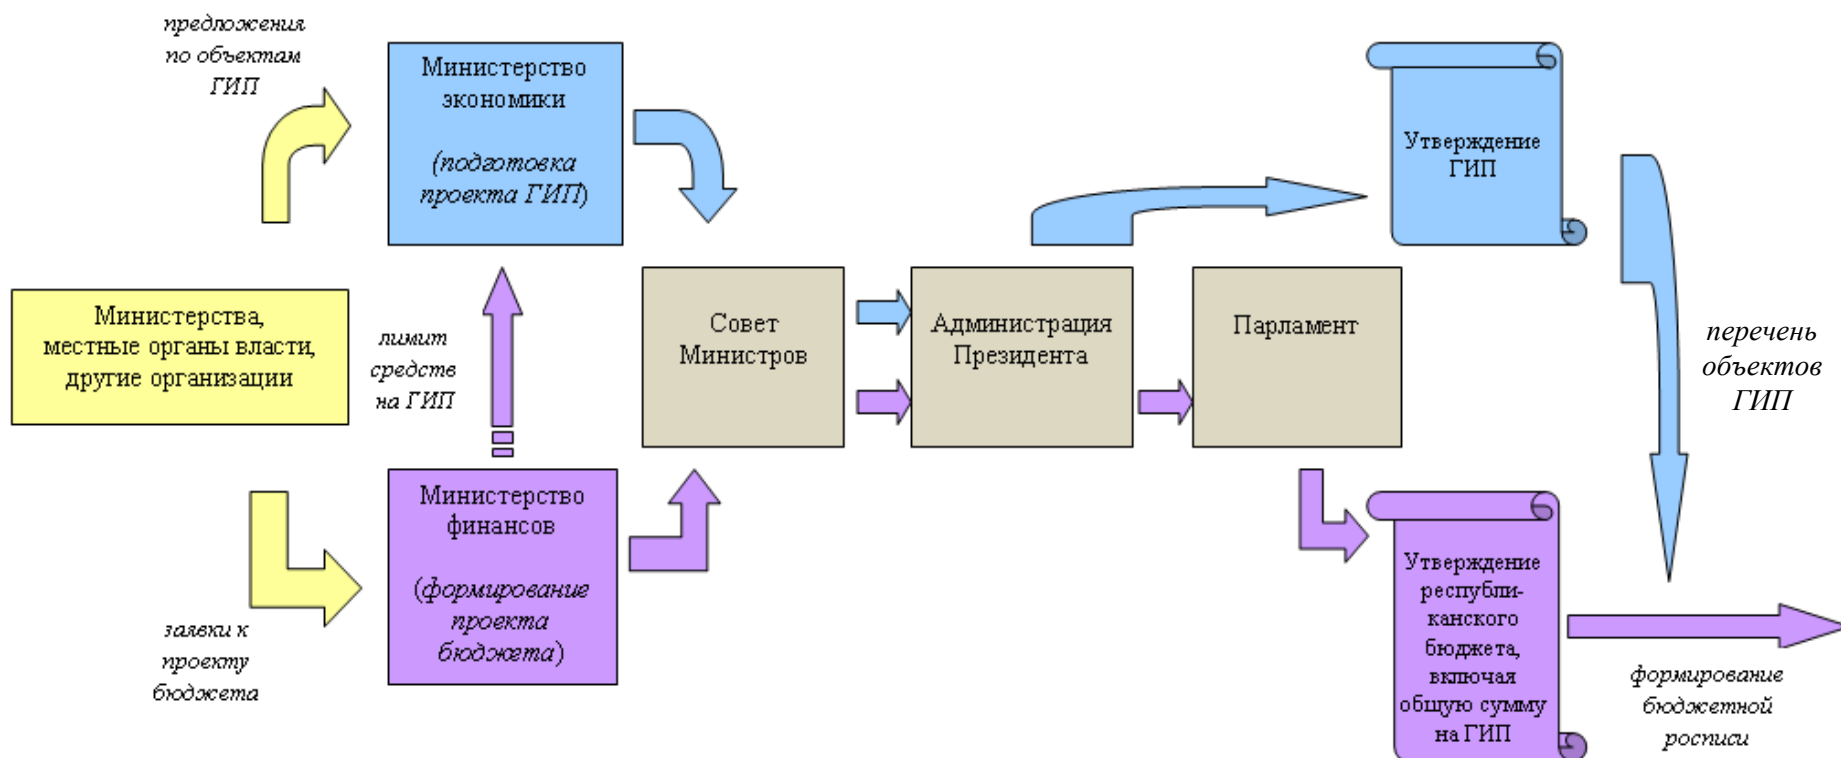 предложения
по объектам
ГИП
Министерство
экономики
(подготовка
проекта ГИП)
Утверждение
ГИП
Министерства,
местные органы власти,
другие организации
лимит
средств
на ГИП
Совет
Министров
Администрация
Президента
Парламент
перечень
объектов
ГИП
Министерство
финансов
(формирование
проекта
бюджета)
заявки к
проекту
бюджета
Утверждение
республи-
канского
бюджета,
включая
общую сумму
на ГИП
формирование
бюджетной
росписи